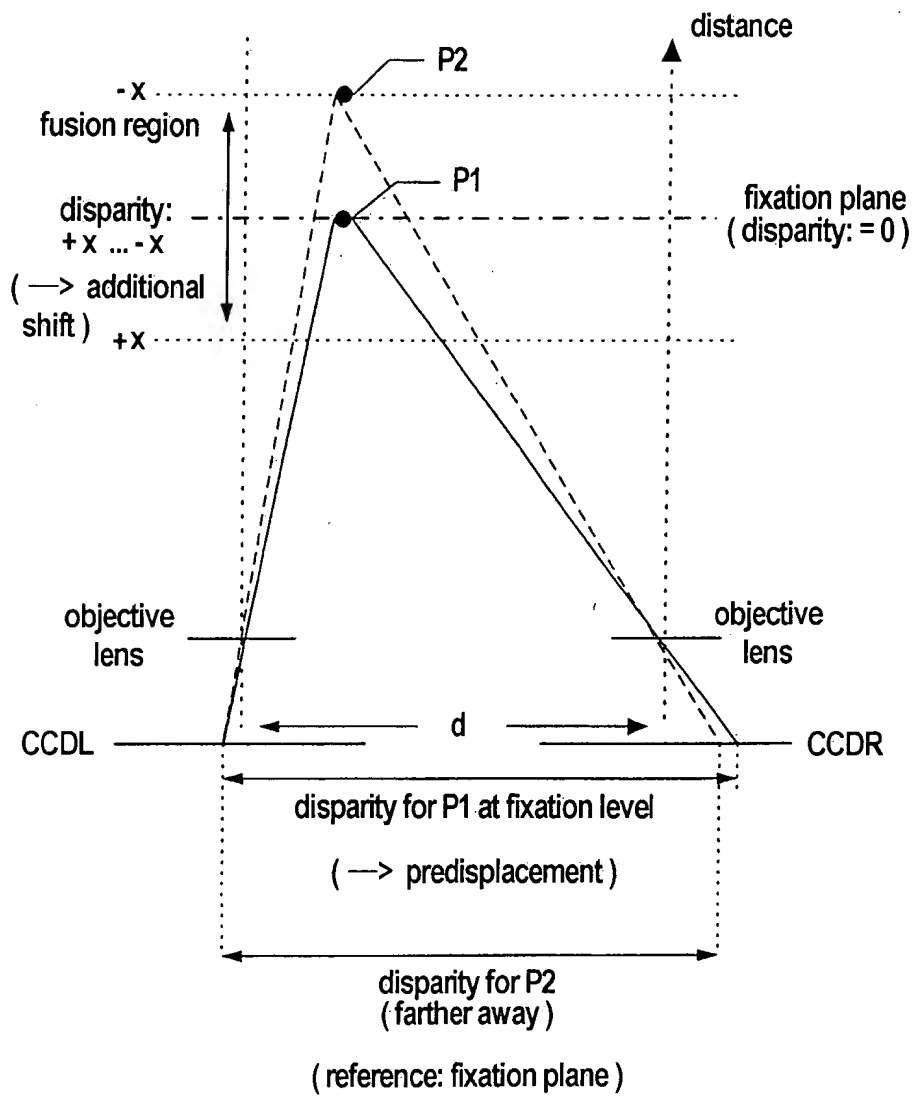 distance
P2
- x
fusion region
P1
disparity:
+ x ... - x
( —> additional
shift )
fixation plane
( disparity: = 0 )
+x
objective
lens
objective
lens
d
CCDL
CCDR
disparity for P1 at fixation level
( —> predisplacement )
disparity for P2
( farther away )
( reference: fixation plane )